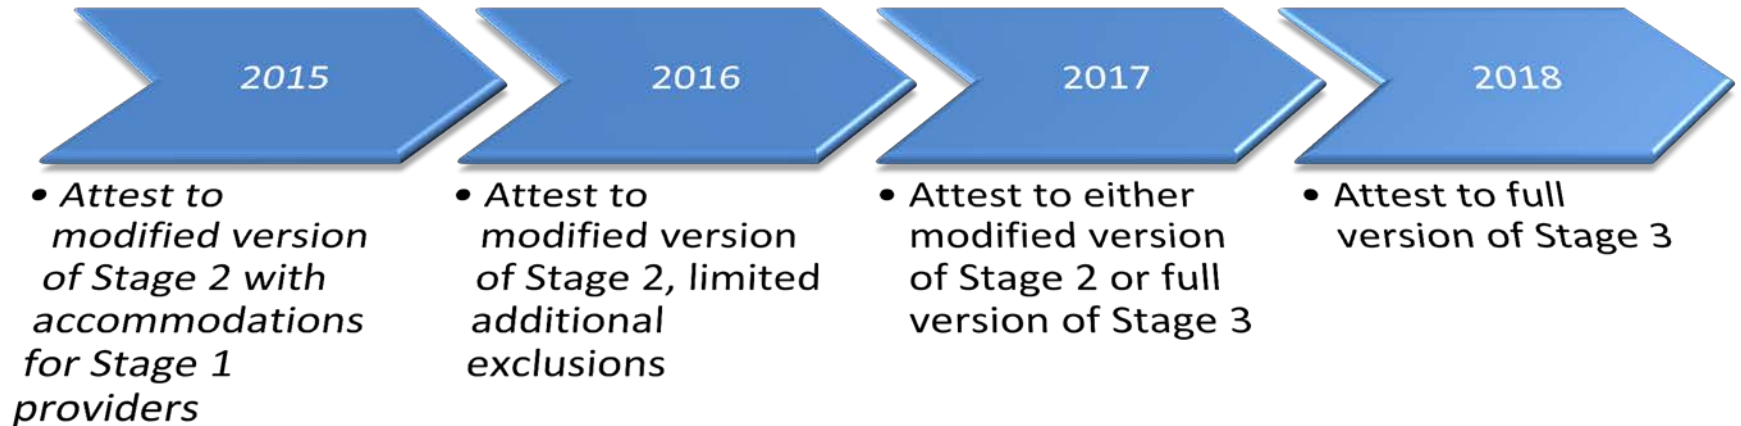 2015
• Attest to
modified version
of Stage 2 with
accommodations
for Stage 1
providers
2016
• Attest to
modified version
of Stage 2, limited
additional
exclusions
2017
• Attest to either
modified version
of Stage 2 or full
version of Stage 3
2018
• Attest to full
version of Stage 3